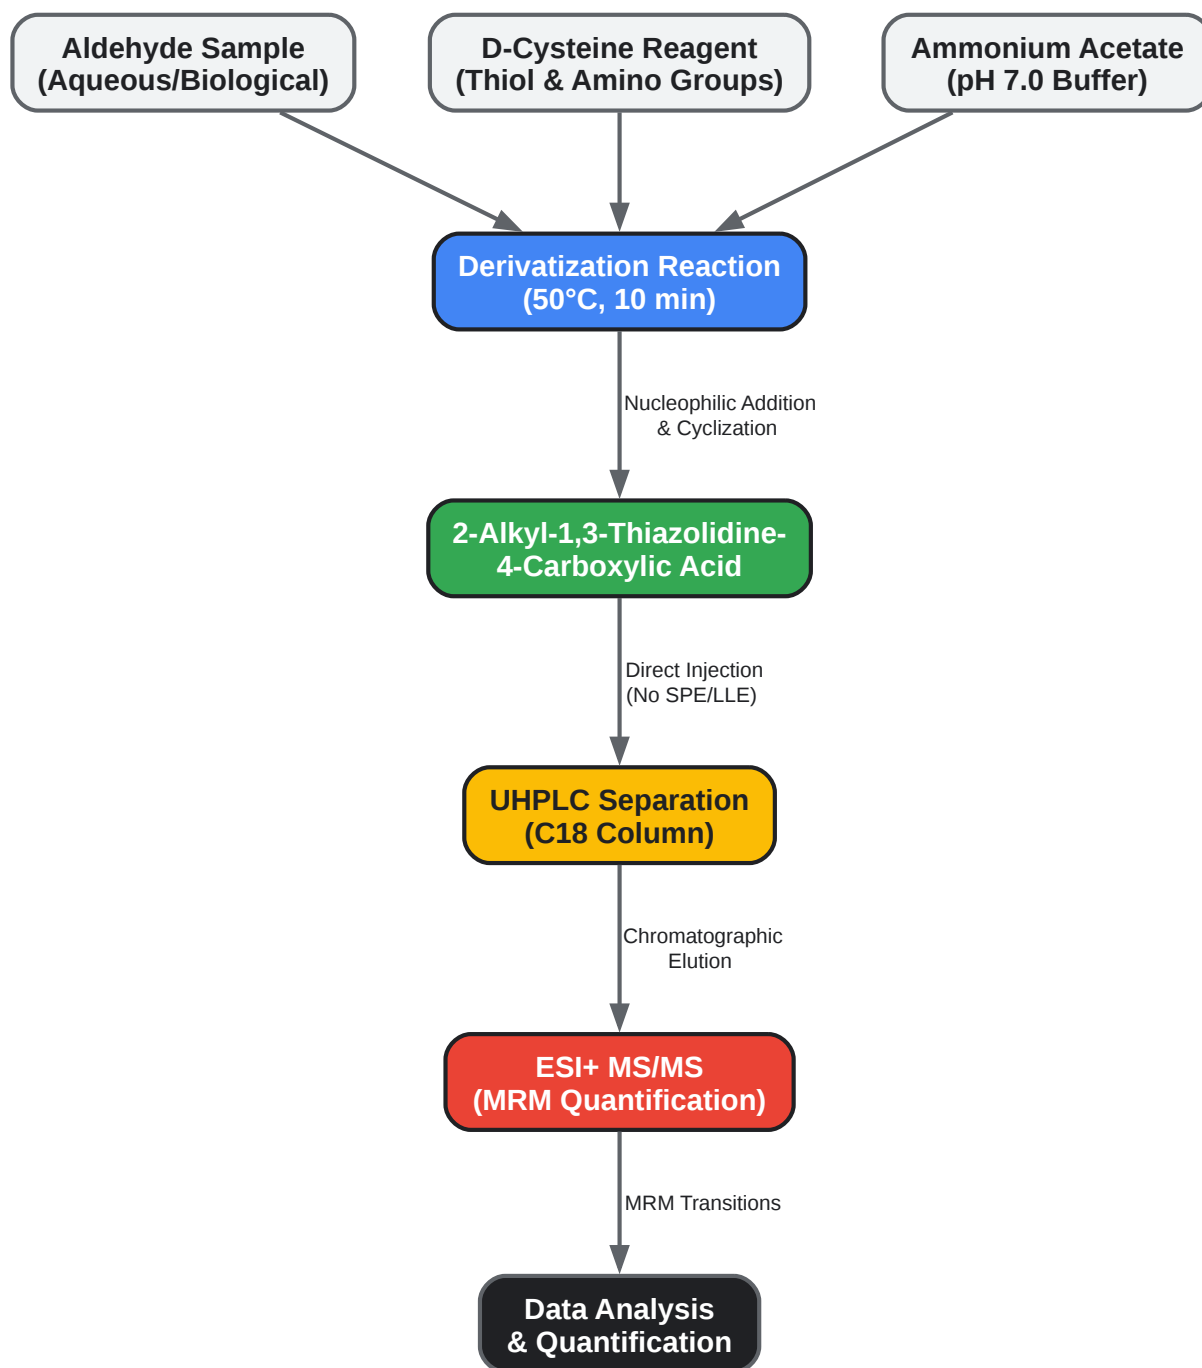 Aldehyde Sample
(Aqueous/Biological)
D-Cysteine Reagent
(Thiol & Amino Groups)
Ammonium Acetate
(pH 7.0 Buffer)
Derivatization Reaction
(50°C, 10 min)
Nucleophilic Addition
& Cyclization
2-Alkyl-1,3-Thiazolidine-
4-Carboxylic Acid
Direct Injection
(No SPE/LLE)
UHPLC Separation
(C18 Column)
Chromatographic
Elution
ESI+ MS/MS
(MRM Quantification)
MRM Transitions
Data Analysis
& Quantification